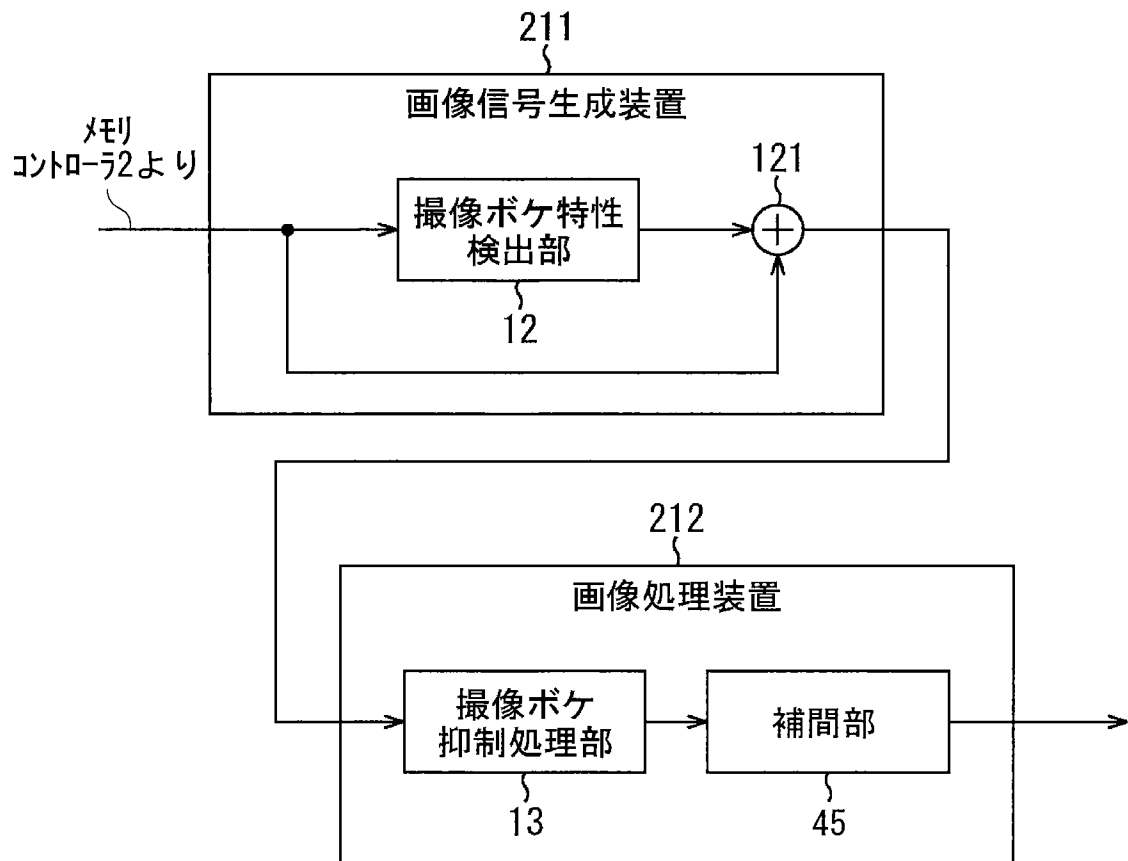 211
画像信号生成装置
メモリ
コントローラ2より
121
撮像ボケ特性
検出部
12
212
画像処理装置
撮像ボケ
抑制処理部
補間部
13
45